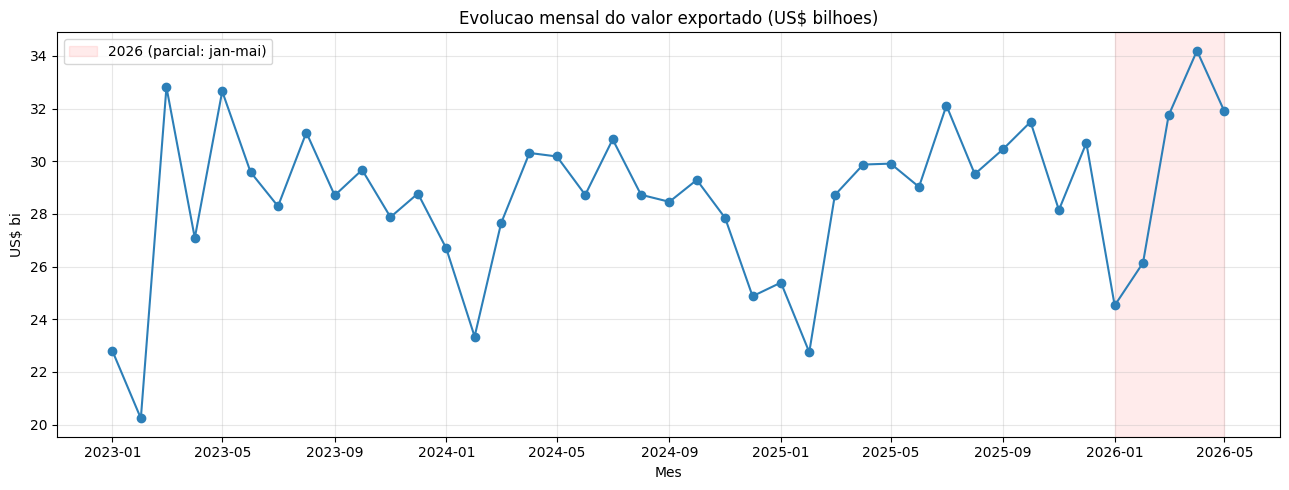 Evolucao mensal do valor exportado (US$ bilhoes)
2026 (parcial: jan-mai)
34
32
30
28
26
24
22
20
US$ bi
2023-01 2023-05 2023-09 2024-01 2024-05 2024-09 2025-01 2025-05 2025-09 2026-01 2026-05
Mes